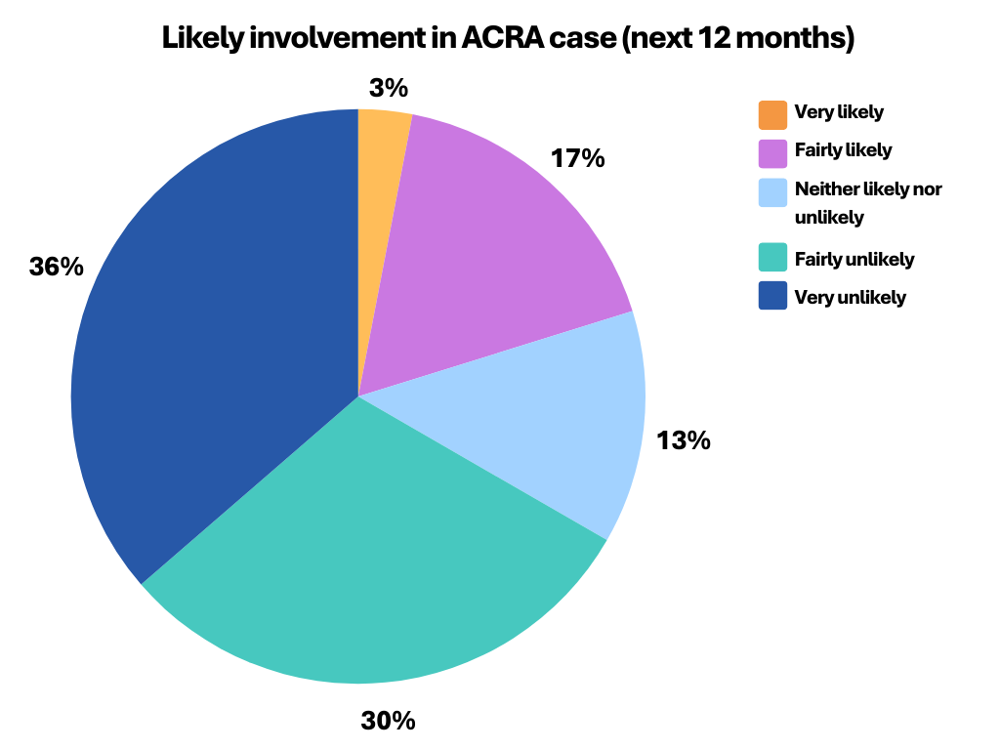 Likely involvement in ACRA case (next 12 months)
3%
17%
36%
13%
30%
Very likely
Fairly likely
Neither likely nor
unlikely
Fairly unlikely
Very unlikely